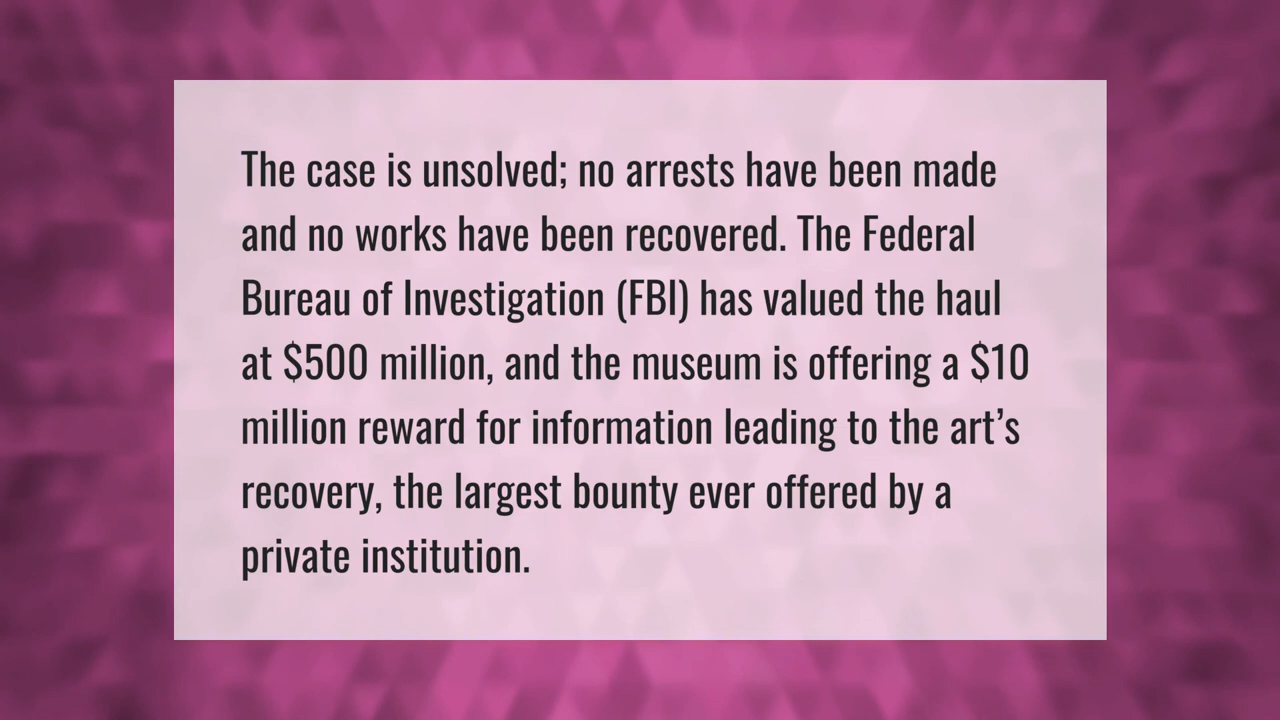 The case is unsolved; no arrests have been made
and no works have been recovered. The Federal
Bureau of Investigation (FBI) has valued the haul
at $500 million, and the museum is offering a $10
million reward for information leading to the art’s
recovery, the largest bounty ever offered by a
private institution.